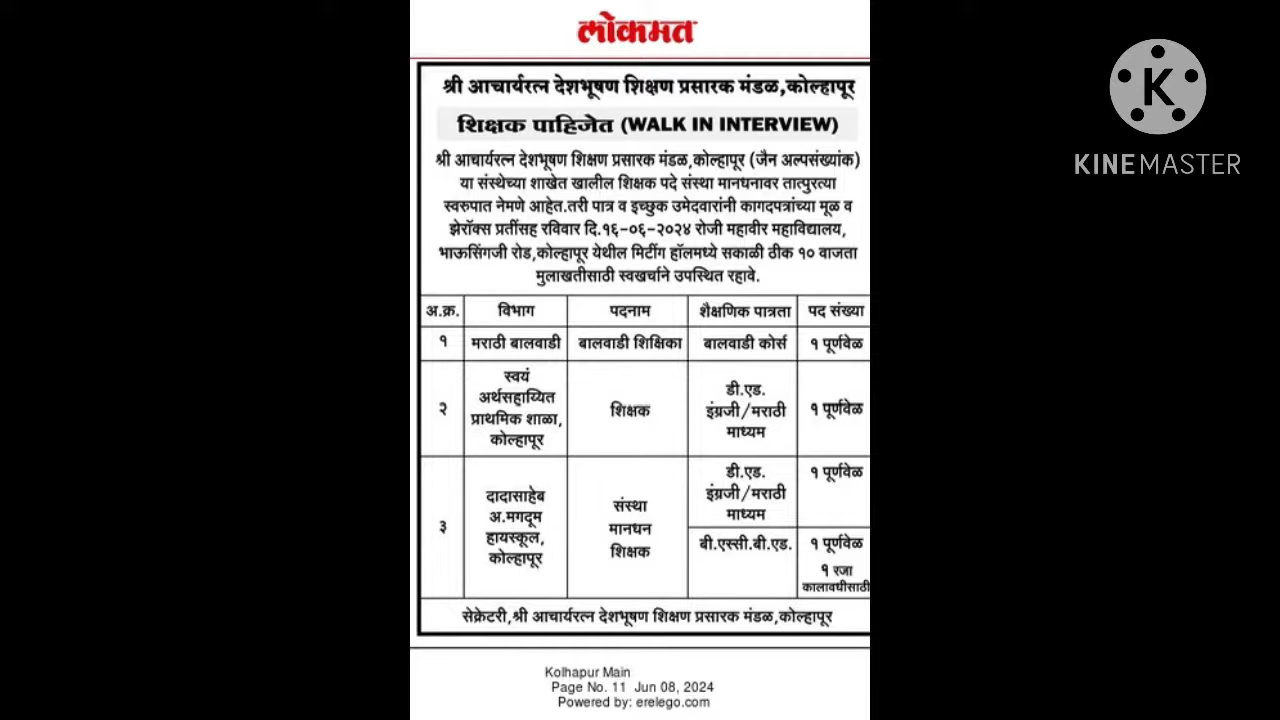 लोकमत
श्री आचार्यरत्न देशभूषण शिक्षण प्रसारक मंडळ,कोल्हापूर
शिक्षक पाहिजेत (WALK IN INTERVIEW)
श्री आचार्यरत्न देशभूषण शिक्षण प्रसारक मंडळ,कोल्हापूर (जैन अल्पसंख्यांक)
या संस्थेच्या शाखेत खालील शिक्षक पदे संस्था मानधनावर तात्पुरत्या
स्वरुपात नेमणे आहेत.तरी पात्र व इच्छुक उमेदवारांनी कागदपत्रांच्या मूळ व
झेरॉक्स प्रतींसह रविवार दि.१६-०६-२०२४ रोजी महावीर महाविद्यालय,
भाऊसिंगजी रोड,कोल्हापूर येथील मिटींग हॉलमध्ये सकाळी ठीक १० वाजता
मुलाखतीसाठी स्वखर्चाने उपस्थित रहावे.
अ.क्र. विभाग पदनाम शैक्षणिक पात्रता पद संख्या
१ मराठी बालवाडी बालवाडी शिक्षिका बालवाडी कोर्स १ पूर्णवेळ
२ स्वयं
अर्थसहाय्यित
प्राथमिक शाळा,
कोल्हापूर
शिक्षक
डी.एड.
इंग्रजी/मराठी
माध्यम
१ पूर्णवेळ
३ दादासाहेब
अ.मगदूम
हायस्कूल,
कोल्हापूर
संस्था
मानधन
शिक्षक
डी.एड.
इंग्रजी/मराठी
माध्यम
१ पूर्णवेळ
बी.एस्सी.बी.एड. १ पूर्णवेळ
१ रजा
कालावधीसाठी
सेक्रेटरी,श्री आचार्यरत्न देशभूषण शिक्षण प्रसारक मंडळ,कोल्हापूर
Kolhapur Main
Page No. 11 Jun 08, 2024
Powered by: erelego.com
K
KINEMASTER